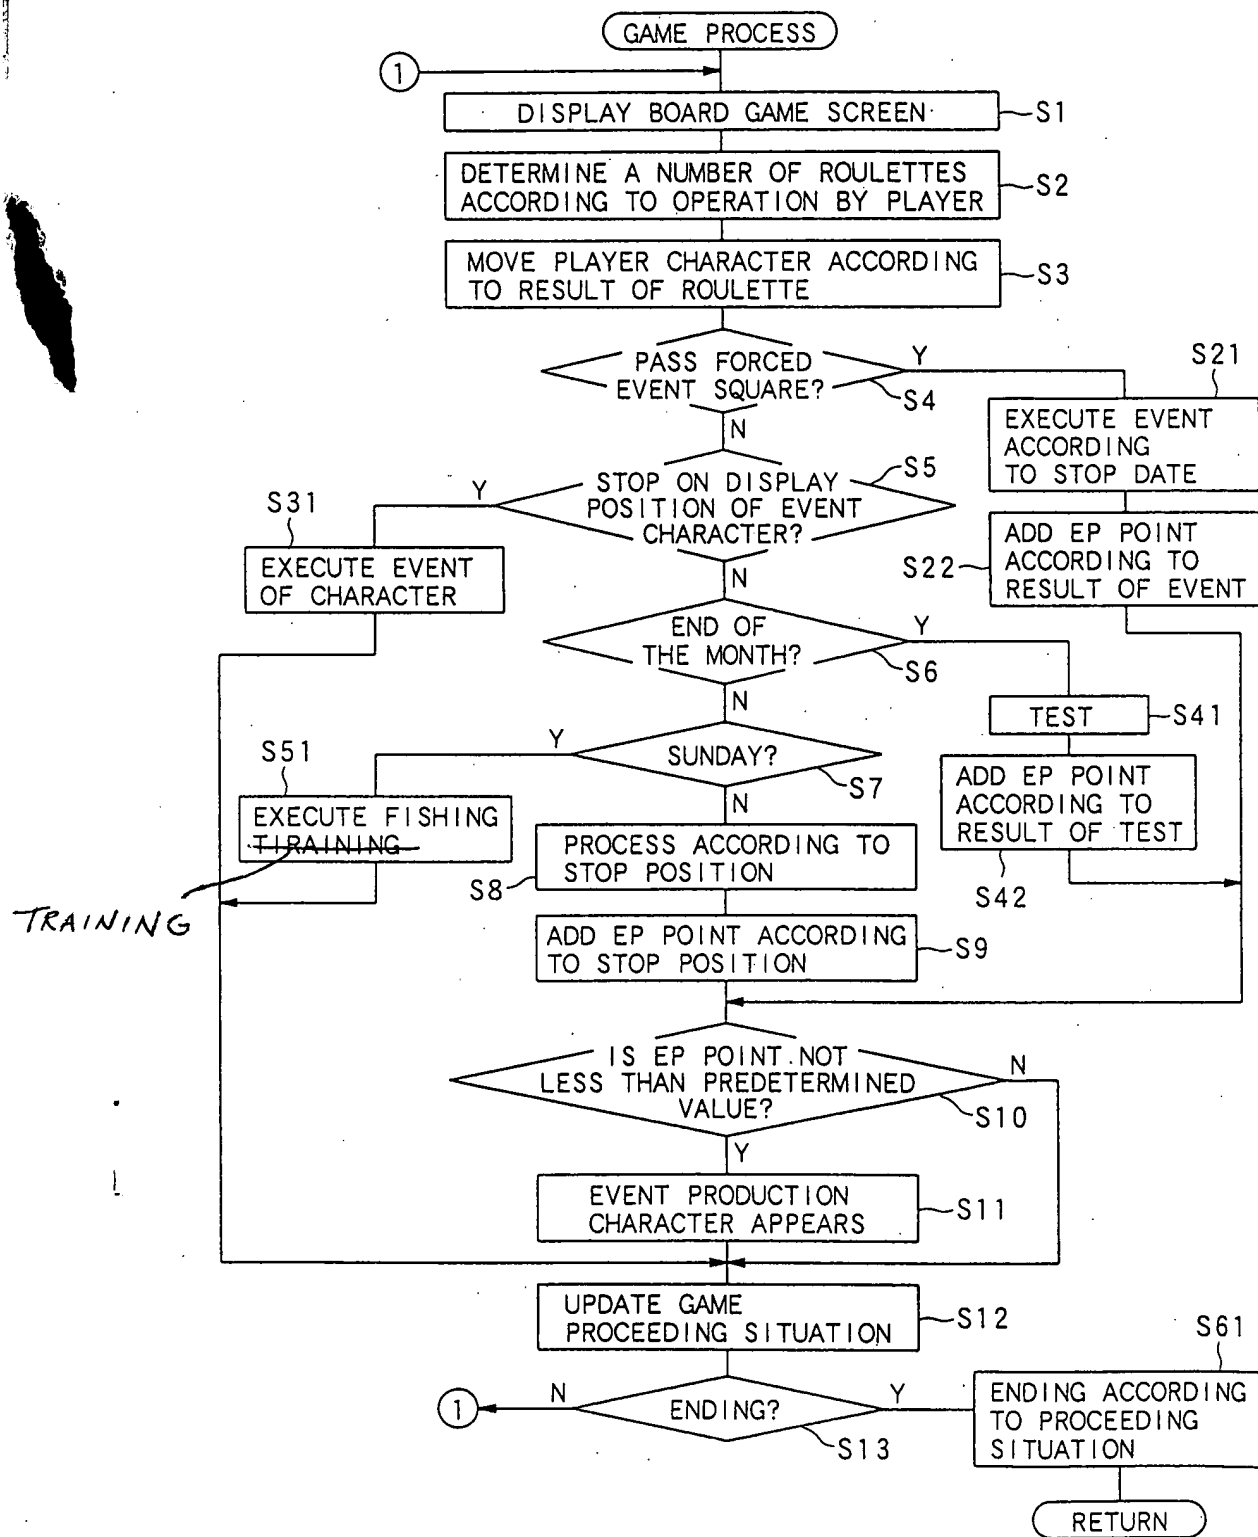 GAME PROCESS
1
DISPLAY BOARD GAME SCREEN
S1
DETERMINE A NUMBER OF ROULETTES
ACCORDING TO OPERATION BY PLAYER
S2
MOVE PLAYER CHARACTER ACCORDING
TO RESULT OF ROULETTE
S3
PASS FORCED
EVENT SQUARE?
Y
S4
N
S21
EXECUTE EVENT
ACCORDING
TO STOP DATE
STOP ON DISPLAY
POSITION OF EVENT
CHARACTER?
S5
Y
N
S31
EXECUTE EVENT
OF CHARACTER
S22
ADD EP POINT
ACCORDING TO
RESULT OF EVENT
END OF
THE MONTH?
Y
S6
N
TEST
S41
SUNDAY?
Y
S7
N
S51
EXECUTE FISHING
TIRAINING
TRAINING
ADD EP POINT
ACCORDING TO
RESULT OF TEST
S42
PROCESS ACCORDING TO
STOP POSITION
S8
ADD EP POINT ACCORDING
TO STOP POSITION
S9
IS EP POINT NOT
LESS THAN PREDETERMINED
VALUE?
N
S10
Y
EVENT PRODUCTION
CHARACTER APPEARS
S11
UPDATE GAME
PROCEEDING SITUATION
S12
S61
1
N
ENDING?
Y
S13
ENDING ACCORDING
TO PROCEEDING
SITUATION
RETURN